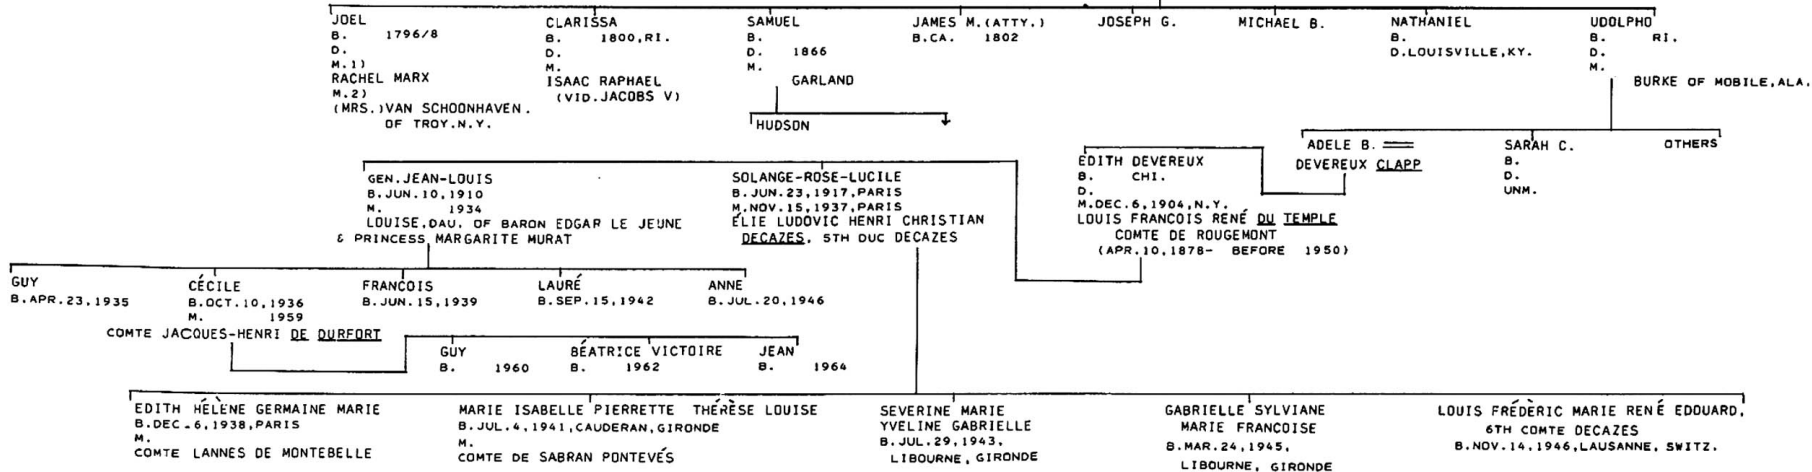 JOEL
B. 1796/8
D.
M.1)
RACHEL MARX
M.2)
(MRS.)VAN SCHOONHAVEN.
OF TROY.N.Y.
CLARISSA
B. 1800,RI.
D.
M.
ISAAC RAPHAEL
(VID.JACOBS V)
SAMUEL
B.
D. 1866
M.
GARLAND
HUDSON
JAMES M.(ATTY.)
B.CA. 1802
JOSEPH G.
MICHAEL B.
NATHANIEL
B.
D.LOUISVILLE,KY.
UDOLPHO
B. RI.
D.
M.
BURKE OF MOBILE,ALA.
ADELE B.
DEVEREUX CLAPP
SARAH C.
B.
D.
UNM.
OTHERS
EDITH DEVEREUX
B. CHI.
D.
M.DEC.6,1904,N.Y.
LOUIS FRANCOIS RENÉ DU TEMPLE
COMTE DE ROUGEMONT
(APR.10,1878- BEFORE 1950)
GEN.JEAN-LOUIS
B.JUN.10,1910
M. 1934
LOUISE,DAU. OF BARON EDGAR LE JEUNE
& PRINCESS MARGARITE MURAT
SOLANGE-ROSE-LUCILE
B.JUN.23,1917,PARIS
M.NOV.15,1937,PARIS
ÉLIE LUDOVIC HENRI CHRISTIAN
DECAZES, 5TH DUC DECAZES
GUY
B.APR.23,1935
CÉCILE
B.OCT.10,1936
M. 1959
COMTE JACQUES-HENRI DE DURFORT
FRANCOIS
B.JUN.15,1939
LAURÉ
B.SEP.15,1942
ANNE
B.JUL.20,1946
GUY
B. 1960
BÉATRICE VICTOIRE
B. 1962
JEAN
B. 1964
EDITH HÉLÈNE GERMAINE MARIE
B.DEC.6,1938,PARIS
M.
COMTE LANNES DE MONTEBELLE
MARIE ISABELLE PIERRETTE THÉRÈSE LOUISE
B.JUL.4,1941,CAUDERAN,GIRONDE
M.
COMTE DE SABRAN PONTEVÉS
SEVERINE MARIE
YVELINE GABRIELLE
B.JUL.29,1943.
LIBOURNE, GIRONDE
GABRIELLE SYLVIANE
MARIE FRANCOISE
B.MAR.24,1945,
LIBOURNE, GIRONDE
LOUIS FRÉDÈRIC MARIE RENÉ EDOUARD,
6TH COMTE DECAZES
B.NOV.14,1946,LAUSANNE, SWITZ.